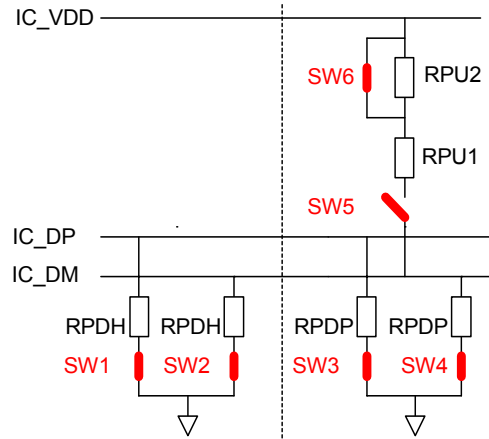 IC_VDD
SW6
RPU2
RPU1
SW5
IC_DP
IC_DM
RPDH
RPDH
RPDP
RPDP
SW1
SW2
SW3
SW4